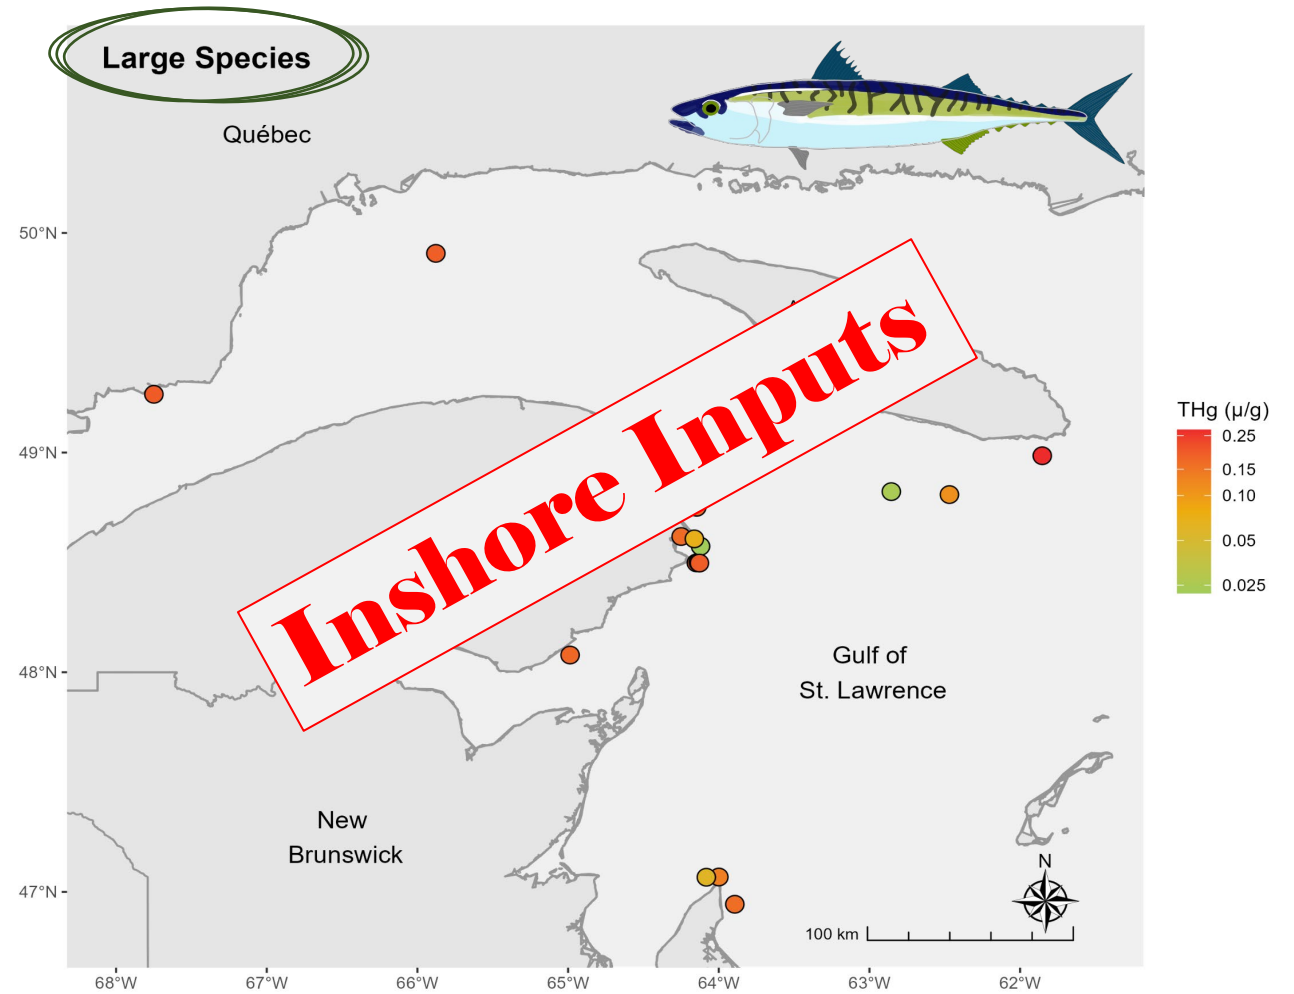 Large Species
Québec
50°N
49°N
48°N
47°N
Inshore Inputs
THg (µ/g)
0.25
0.15
0.10
0.05
0.025
Gulf of
St. Lawrence
New
Brunswick
N
100 km
68°W
67°W
66°W
65°W
64°W
63°W
62°W